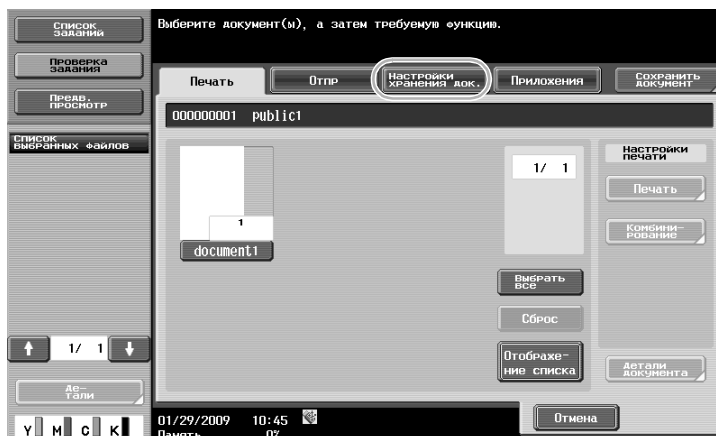 Список
заданий
Выберите документ(ы), а затем требуемую функцию.
Проверка
задания
Предв.
просмотр
Печать
Отпр
Настройки
хранения док.
Приложения
Сохранить
документ
000000001 public1
Список
выбранных файлов
1
document1
1/ 1
Настройки
печати
Печать
Комбини-
рование
Выбрать
все
Сброс
Отображе-
ние списка
Детали
документа
1/ 1
Де-
тали
Отмена
01/29/2009 10:45
Память 0%
Y M C K